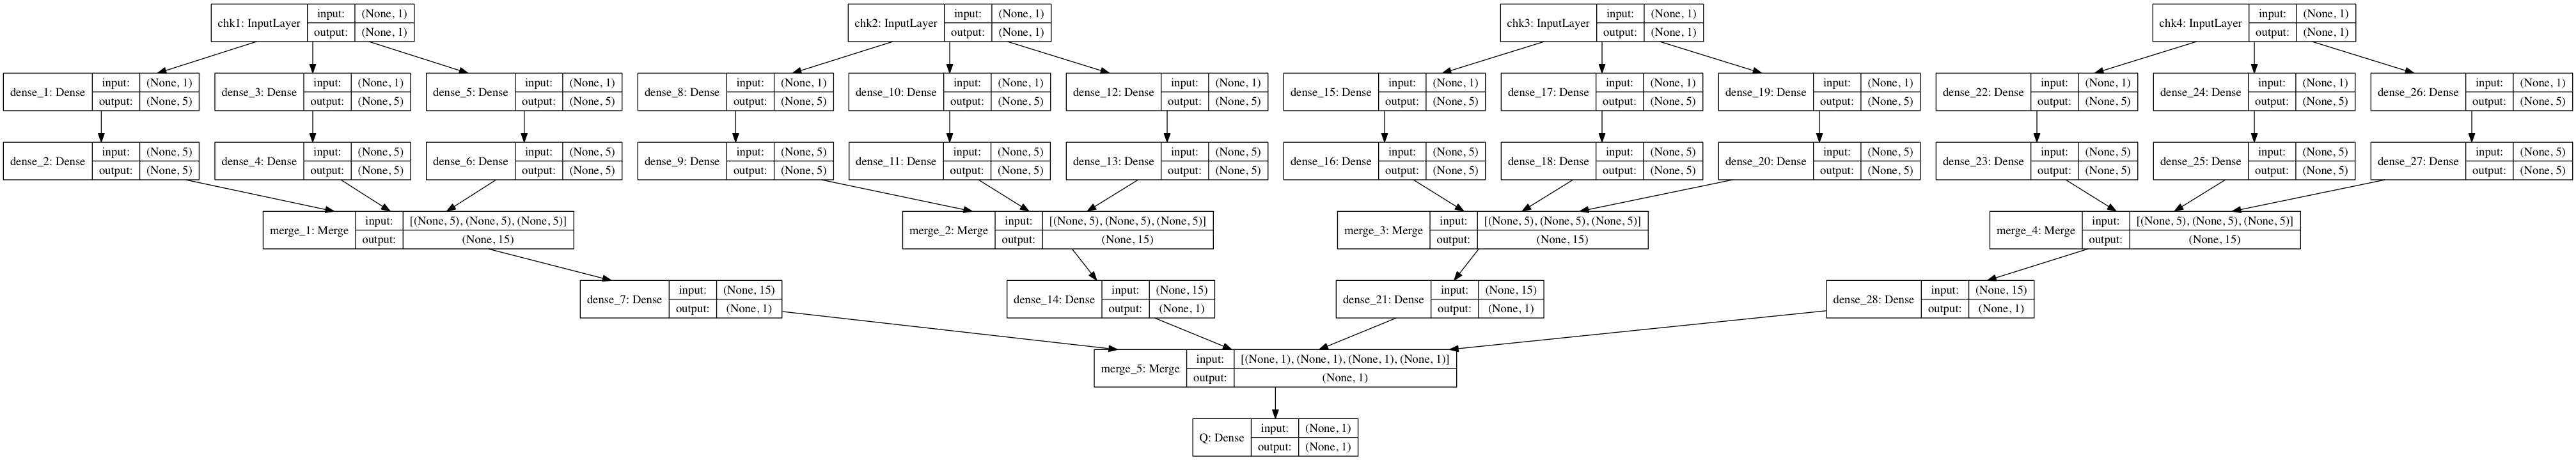 chk1: InputLayer input: (None, 1)
output: (None, 1)
chk2: InputLayer input: (None, 1)
output: (None, 1)
chk3: InputLayer input: (None, 1)
output: (None, 1)
chk4: InputLayer input: (None, 1)
output: (None, 1)
dense_1: Dense input: (None, 1)
output: (None, 5)
dense_3: Dense input: (None, 1)
output: (None, 5)
dense_5: Dense input: (None, 1)
output: (None, 5)
dense_8: Dense input: (None, 1)
output: (None, 5)
dense_10: Dense input: (None, 1)
output: (None, 5)
dense_12: Dense input: (None, 1)
output: (None, 5)
dense_15: Dense input: (None, 1)
output: (None, 5)
dense_17: Dense input: (None, 1)
output: (None, 5)
dense_19: Dense input: (None, 1)
output: (None, 5)
dense_22: Dense input: (None, 1)
output: (None, 5)
dense_24: Dense input: (None, 1)
output: (None, 5)
dense_26: Dense input: (None, 1)
output: (None, 5)
dense_2: Dense input: (None, 5)
output: (None, 5)
dense_4: Dense input: (None, 5)
output: (None, 5)
dense_6: Dense input: (None, 5)
output: (None, 5)
dense_9: Dense input: (None, 5)
output: (None, 5)
dense_11: Dense input: (None, 5)
output: (None, 5)
dense_13: Dense input: (None, 5)
output: (None, 5)
dense_16: Dense input: (None, 5)
output: (None, 5)
dense_18: Dense input: (None, 5)
output: (None, 5)
dense_20: Dense input: (None, 5)
output: (None, 5)
dense_23: Dense input: (None, 5)
output: (None, 5)
dense_25: Dense input: (None, 5)
output: (None, 5)
dense_27: Dense input: (None, 5)
output: (None, 5)
merge_1: Merge input: [(None, 5), (None, 5), (None, 5)]
output: (None, 15)
merge_2: Merge input: [(None, 5), (None, 5), (None, 5)]
output: (None, 15)
merge_3: Merge input: [(None, 5), (None, 5), (None, 5)]
output: (None, 15)
merge_4: Merge input: [(None, 5), (None, 5), (None, 5)]
output: (None, 15)
dense_7: Dense input: (None, 15)
output: (None, 1)
dense_14: Dense input: (None, 15)
output: (None, 1)
dense_21: Dense input: (None, 15)
output: (None, 1)
dense_28: Dense input: (None, 15)
output: (None, 1)
merge_5: Merge input: [(None, 1), (None, 1), (None, 1), (None, 1)]
output: (None, 1)
Q: Dense input: (None, 1)
output: (None, 1)